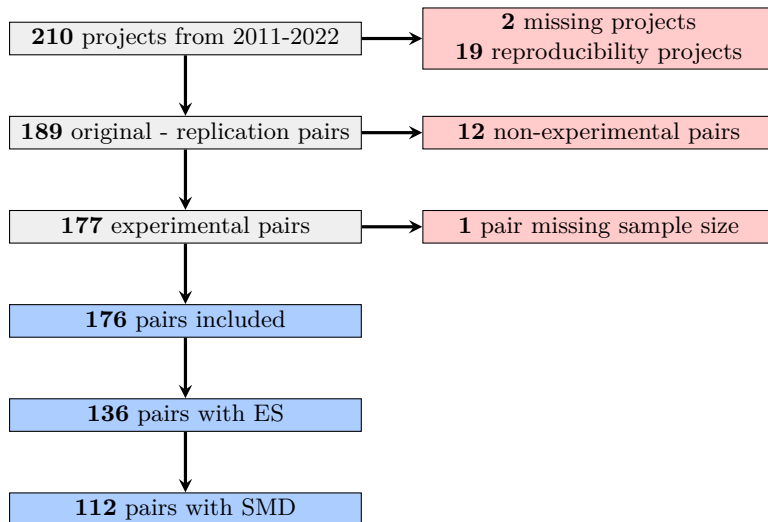 210 projects from 2011-2022
2 missing projects
19 reproducibility projects
189 original - replication pairs
12 non-experimental pairs
177 experimental pairs
1 pair missing sample size
176 pairs included
136 pairs with ES
112 pairs with SMD